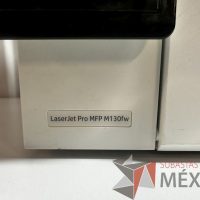 LaserJet Pro MFP M130fw
SUBASTAS
MÉX